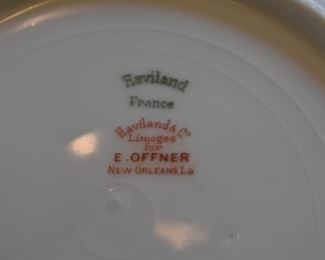 Haviland
France
Haviland & Co
Limoges
for
E. OFFNER
NEW ORLEANS LA